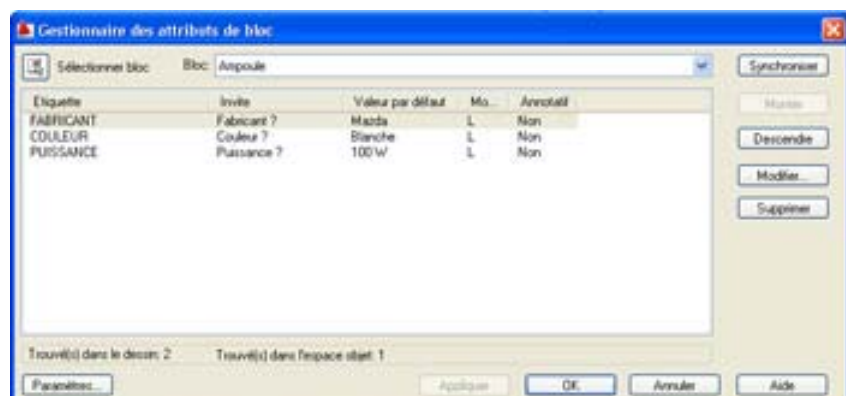 Gestionnaire des attributs de bloc
Sélectionner bloc Bloc: Ampoule Synchroniser
Etiquette Invite Valeur par défaut Mo... Annotatif Monter
FABRICANT Fabricant ? Mazda L Non
COULEUR Couleur ? Blanche L Non Descendre
PUISSANCE Puissance ? 100 W L Non
Modifier...
Supprimer
Trouvé(s) dans le dessin: 2 Trouvé(s) dans l'espace objet: 1
Paramètres... Appliquer OK Annuler Aide